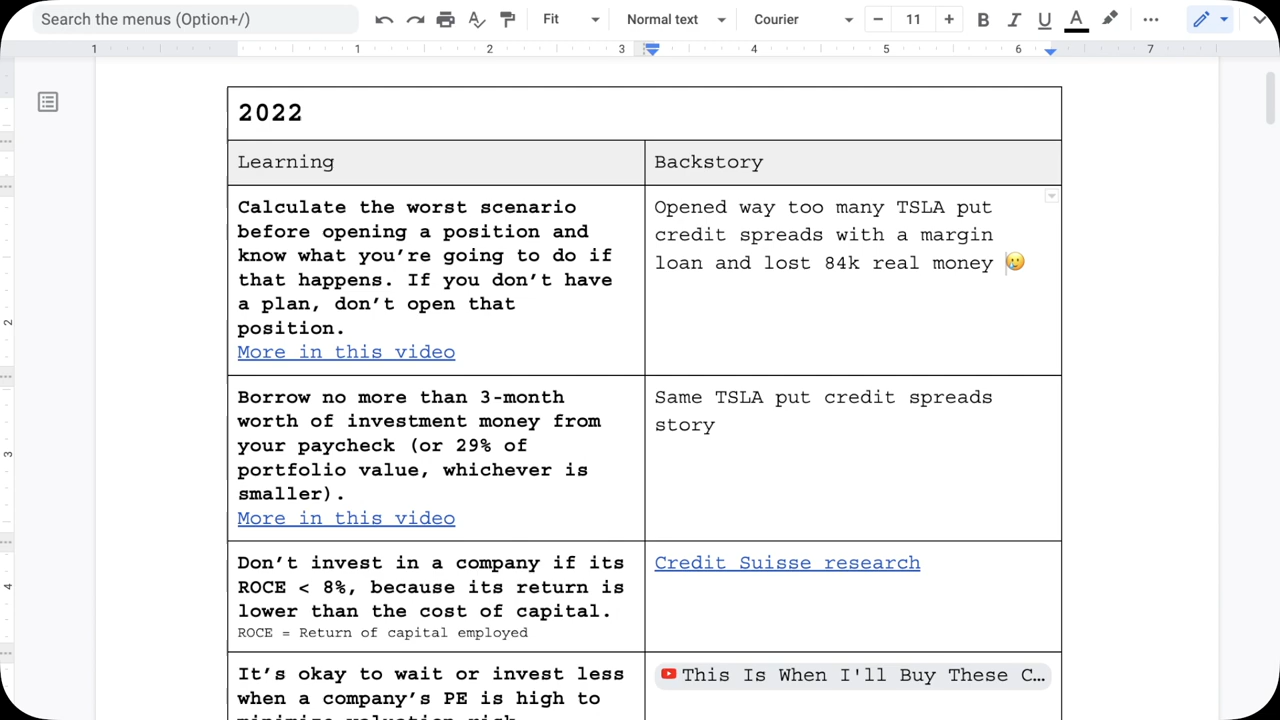 Search the menus (Option+/)
Fit
Normal text
Courier
11
B I U A
1 1 2 3 4 5 6 7
2022
Learning
Backstory
Calculate the worst scenario
before opening a position and
know what you’re going to do if
that happens. If you don’t have
a plan, don’t open that
position.
More in this video
Opened way too many TSLA put
credit spreads with a margin
loan and lost 84k real money 🥲
Borrow no more than 3-month
worth of investment money from
your paycheck (or 29% of
portfolio value, whichever is
smaller).
More in this video
Same TSLA put credit spreads
story
Don’t invest in a company if its
ROCE < 8%, because its return is
lower than the cost of capital.
ROCE = Return of capital employed
Credit Suisse research
It’s okay to wait or invest less
when a company’s PE is high to
minimize valuation risk
This Is When I'll Buy These C...
2
3
4